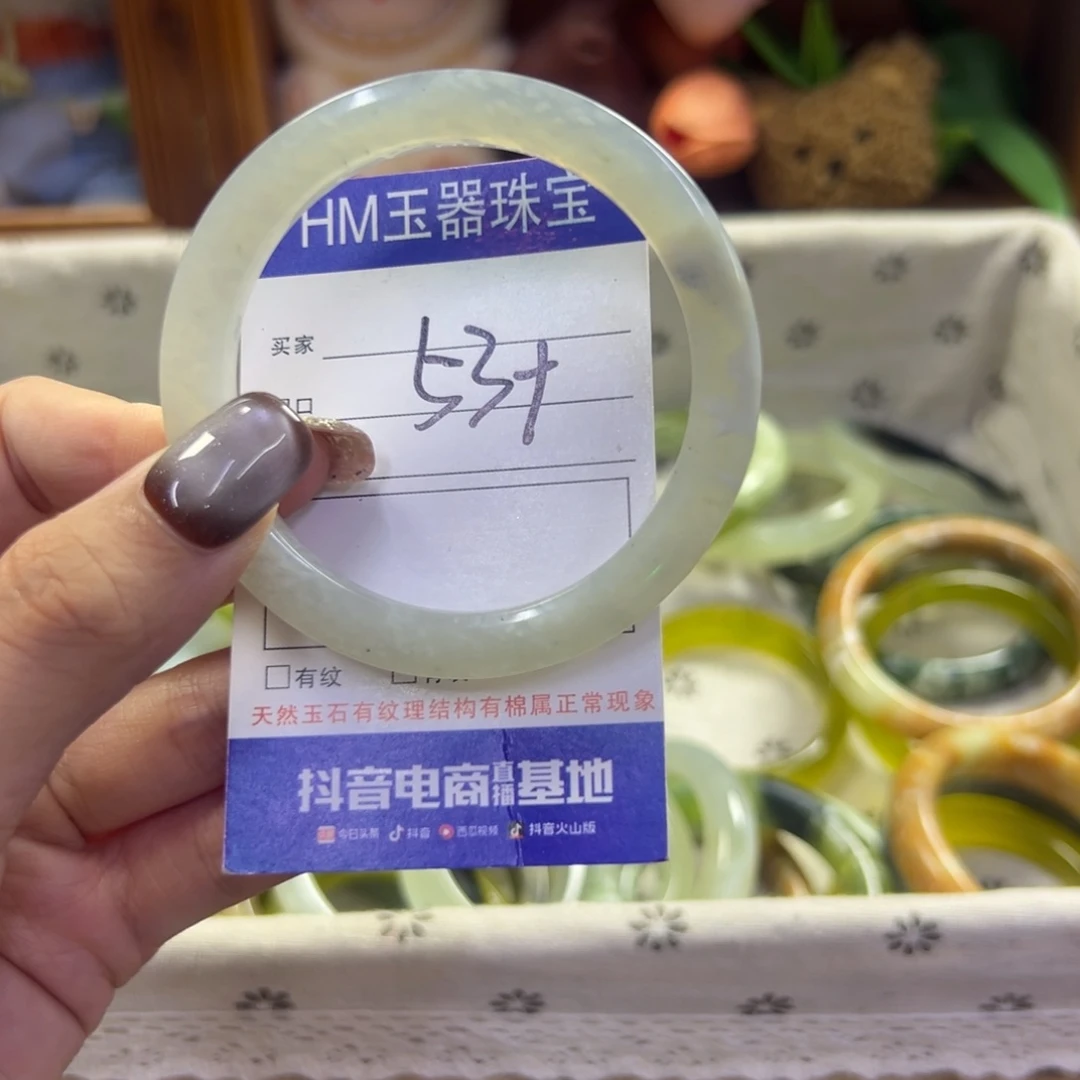 HM玉器珠宝
买家
53+
有纹
天然玉石有纹理结构有棉属正常现象
抖音电商直播基地
今日头条 抖音 西瓜视频 抖音火山版